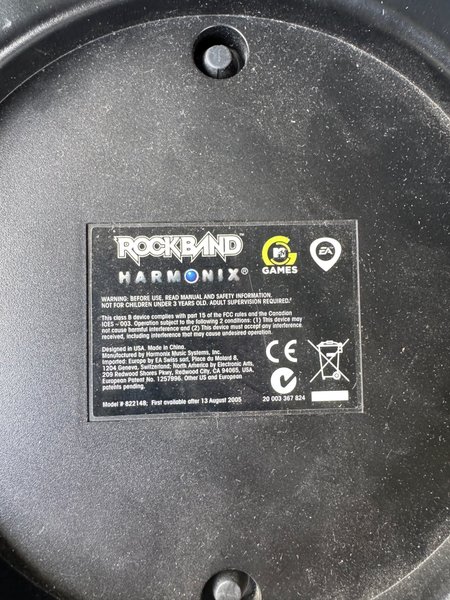 ROCKBAND™
HARMONIX®
MTV
GAMES
EA™
WARNING: BEFORE USE, READ MANUAL AND SAFETY INFORMATION.
NOT FOR CHILDREN UNDER 3 YEARS OLD. ADULT SUPERVISION REQUIRED.
This class B device complies with part 15 of the FCC rules and the Canadian
ICES - 003. Operation subject to the following 2 conditions: (1) This device may
not cause harmful interference and (2) This device must accept any interference
received, including interference that may cause undesired operation.
Designed in USA. Made in China.
Manufactured by Harmonix Music Systems, Inc.
Imported: Europe by EA Swiss sarl, Place du Molard 8,
1204 Geneva, Switzerland; North America by Electronic Arts,
209 Redwood Shores Pkwy, Redwood City, CA 94065, USA.
European Patent No. 1257996. Other US and European
patents pending.
CE
Model # 822148; First available after 13 August 2005
20 003 367 824